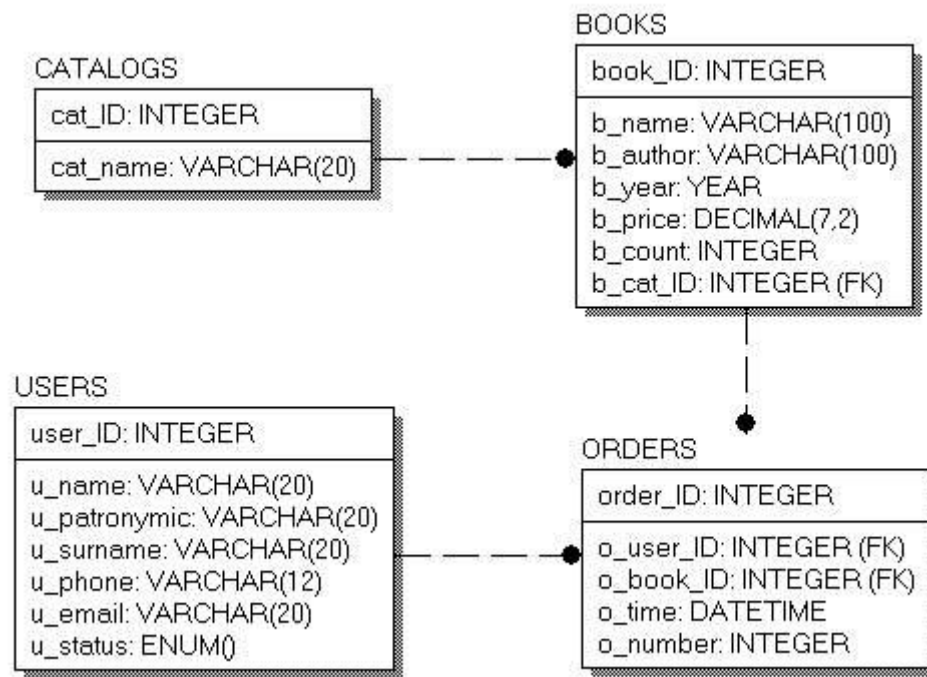 CATALOGS
cat_ID: INTEGER
cat_name: VARCHAR(20)
BOOKS
book_ID: INTEGER
b_name: VARCHAR(100)
b_author: VARCHAR(100)
b_year: YEAR
b_price: DECIMAL(7,2)
b_count: INTEGER
b_cat_ID: INTEGER (FK)
USERS
user_ID: INTEGER
u_name: VARCHAR(20)
u_patronymic: VARCHAR(20)
u_surname: VARCHAR(20)
u_phone: VARCHAR(12)
u_email: VARCHAR(20)
u_status: ENUM()
ORDERS
order_ID: INTEGER
o_user_ID: INTEGER (FK)
o_book_ID: INTEGER (FK)
o_time: DATETIME
o_number: INTEGER